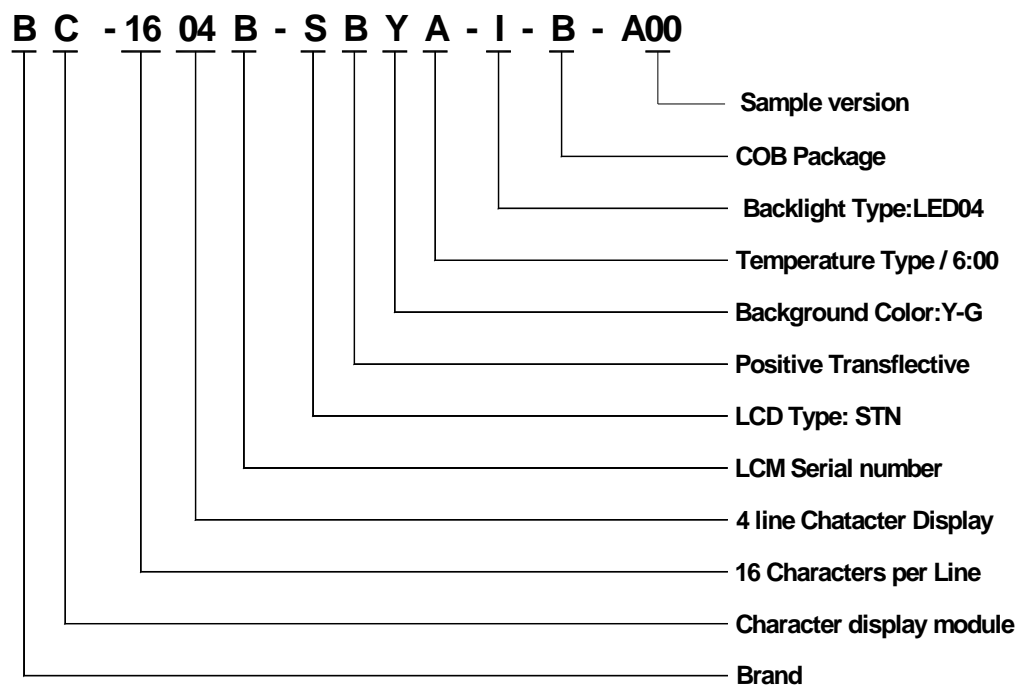 B C - 16 04 B - S B Y A - I - B - A00
Sample version
COB Package
Backlight Type:LED04
Temperature Type / 6:00
Background Color:Y-G
Positive Transflective
LCD Type: STN
LCM Serial number
4 line Chatacter Display
16 Characters per Line
Character display module
Brand